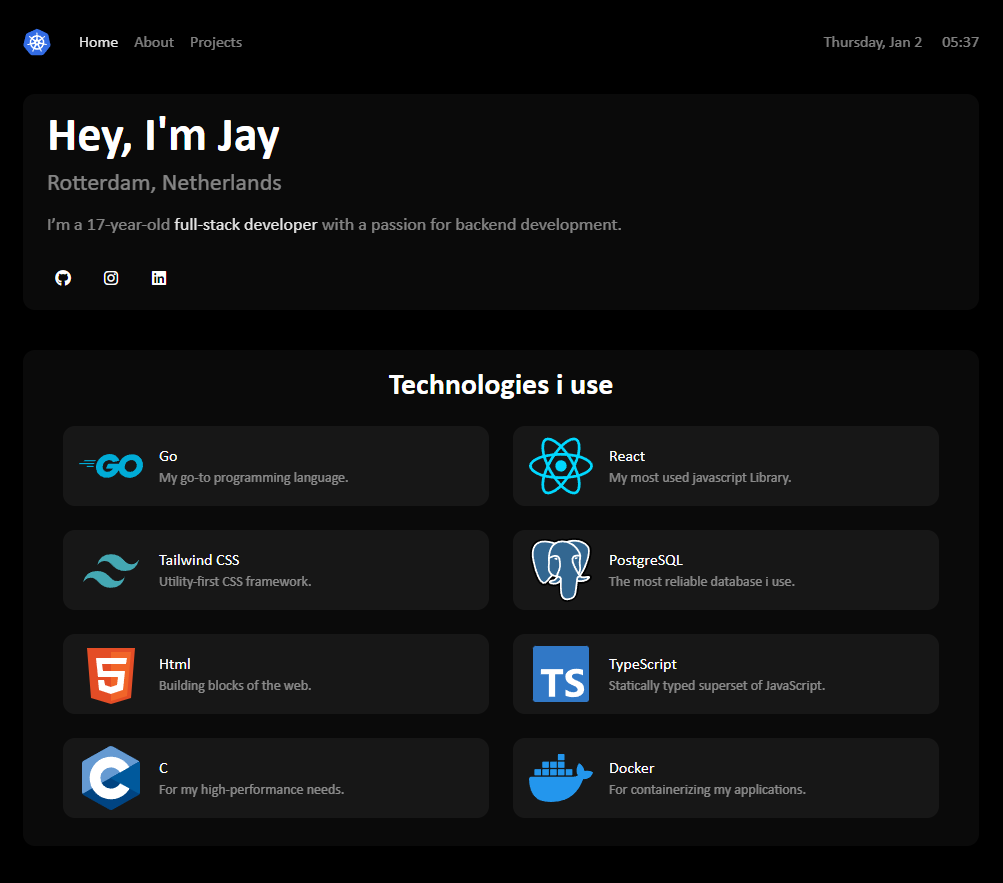 Home About Projects Thursday, Jan 2 05:37
Hey, I'm Jay
Rotterdam, Netherlands
I’m a 17-year-old full-stack developer with a passion for backend development.
in
Technologies i use
GO
Go
My go-to programming language.
React
My most used javascript Library.
Tailwind CSS
Utility-first CSS framework.
PostgreSQL
The most reliable database i use.
5
Html
Building blocks of the web.
TS
TypeScript
Statically typed superset of JavaScript.
C
C
For my high-performance needs.
Docker
For containerizing my applications.